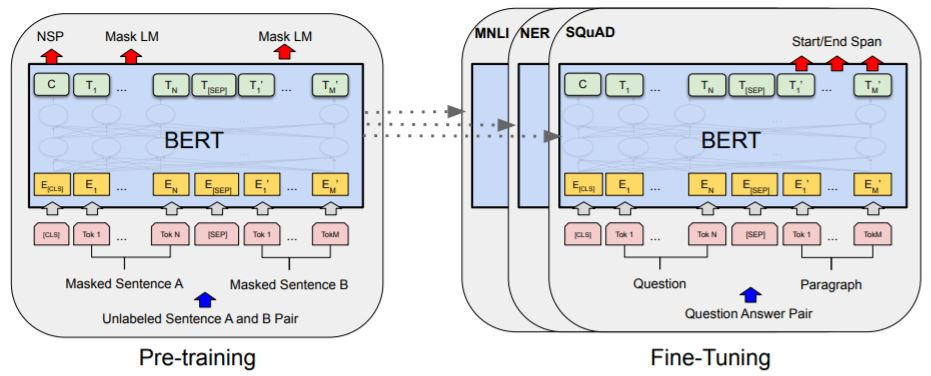 NSP Mask LM Mask LM
C T1 ... TN T[SEP] T1' ... TM'
BERT
E[CLS] E1 ... EN E[SEP] E1' ... EM'
[CLS] Tok 1 ... Tok N [SEP] Tok 1 ... TokM
Masked Sentence A Masked Sentence B
Unlabeled Sentence A and B Pair
Pre-training
MNLI NER SQuAD
Start/End Span
C T1 ... TN T[SEP] T1' ... TM'
BERT
E[CLS] E1 ... EN E[SEP] E1' ... EM'
[CLS] Tok 1 ... Tok N [SEP] Tok 1 ... TokM
Question Paragraph
Question Answer Pair
Fine-Tuning